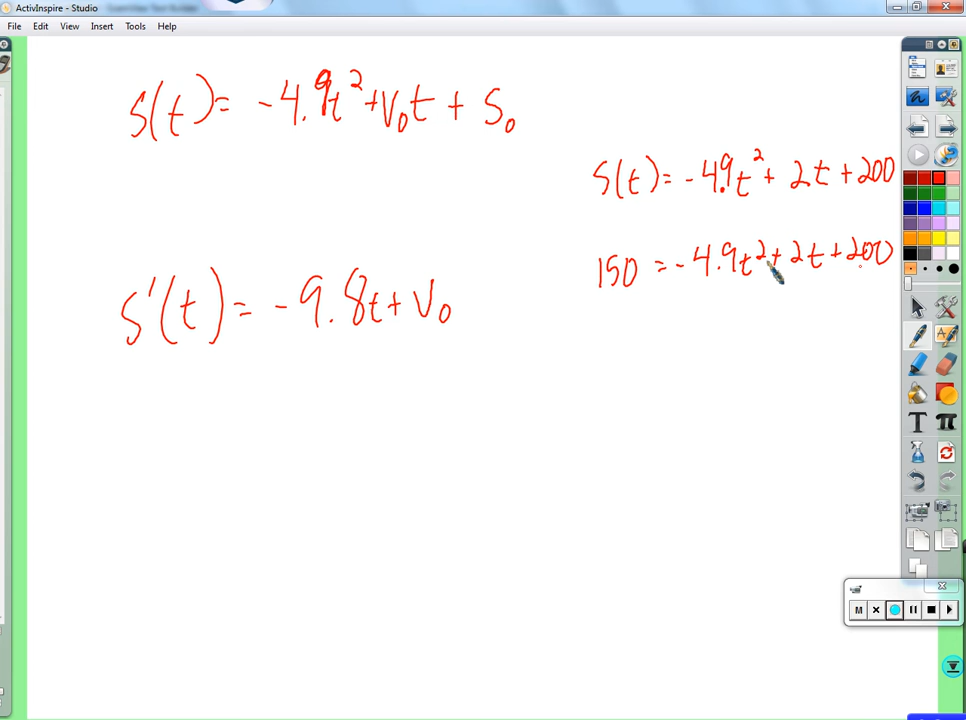 ActivInspire - Studio
File Edit View Insert Tools Help
S(t) = -4.9t² + V₀t + S₀
S(t) = -4.9t² + 2t + 200
150 = -4.9t² + 2t + 200
S'(t) = -9.8t + V₀
T π
M